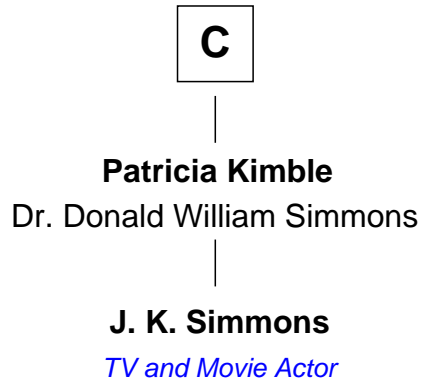 C
Patricia Kimble
Dr. Donald William Simmons
J. K. Simmons
TV and Movie Actor